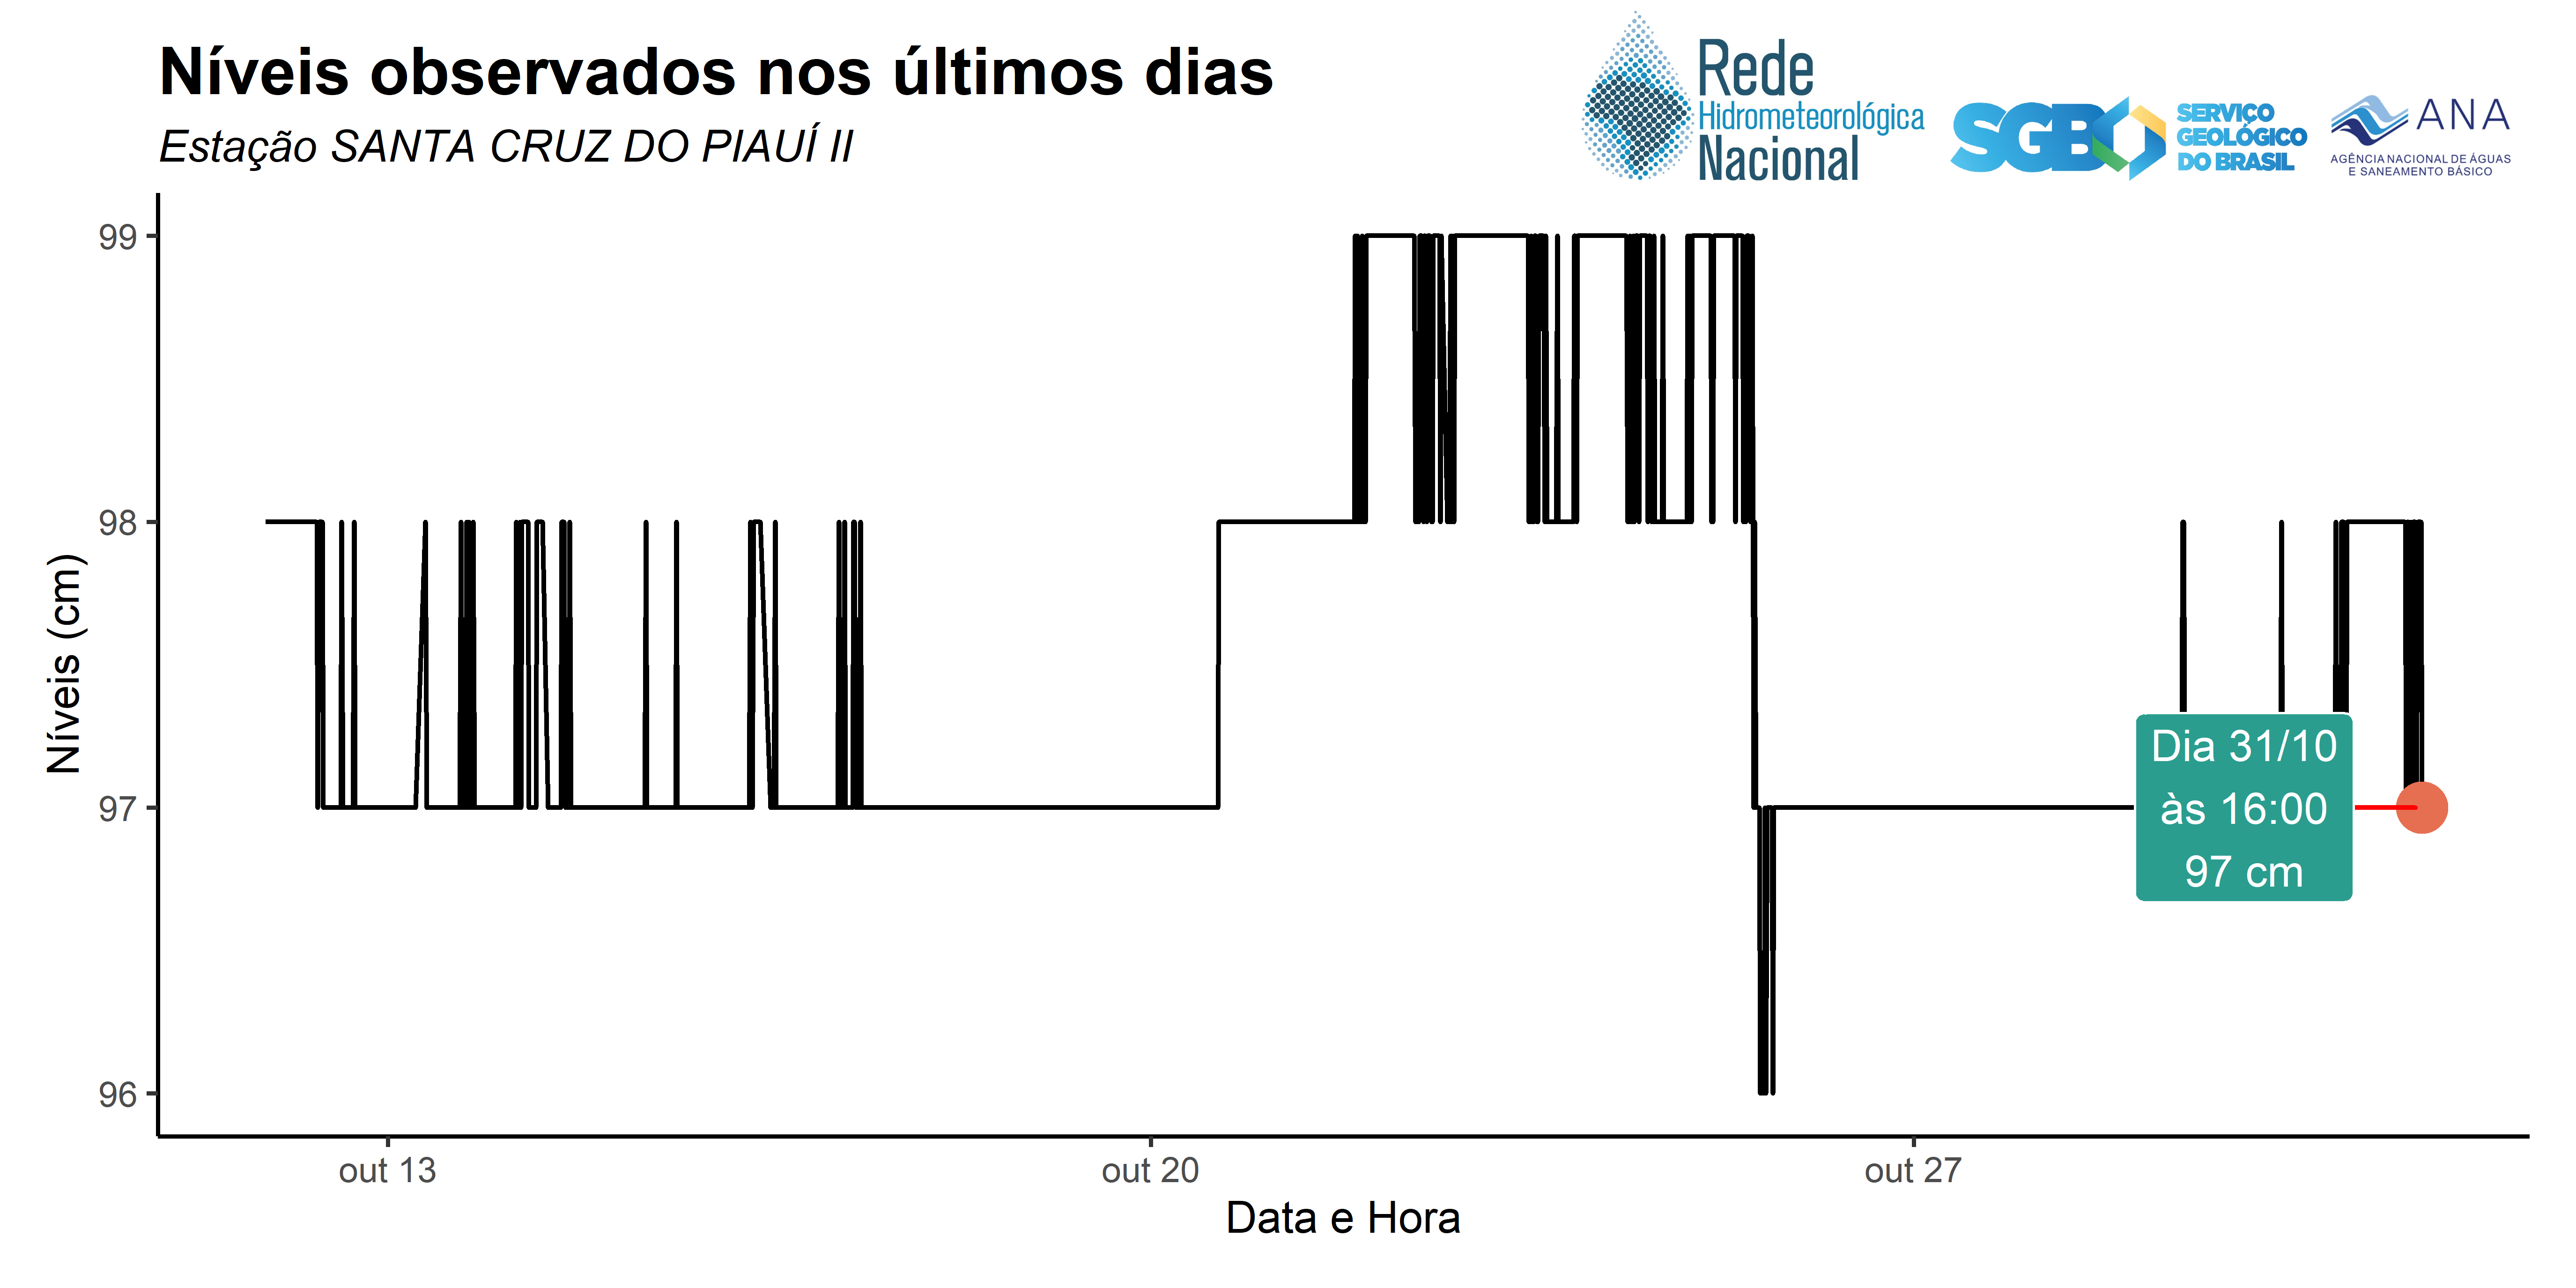 Níveis observados nos últimos dias
Estação SANTA CRUZ DO PIAUÍ II
Rede
Hidrometeorológica
Nacional
SGB
SERVIÇO
GEOLÓGICO
DO BRASIL
ANA
AGÊNCIA NACIONAL DE ÁGUAS
E SANEAMENTO BÁSICO
Níveis (cm)
99
98
97
96
Dia 31/10
às 16:00
97 cm
out 13
out 20
out 27
Data e Hora